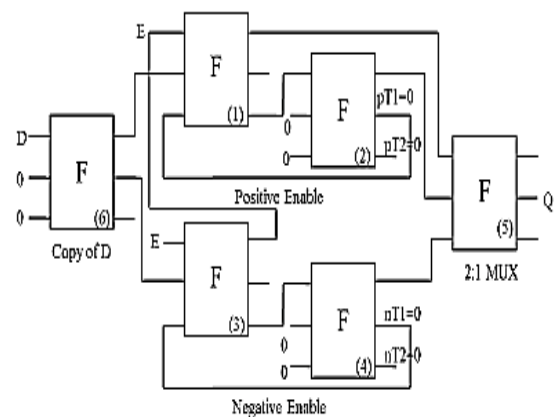 E
F
(1)
F
pT1=0
0
0
pT2=0
(2)
D
0
0
F
(6)
Copy of D
Positive Enable
F
Q
(5)
2:1 MUX
E
F
(3)
F
nT1=0
0
0
nT2=0
(4)
Negative Enable